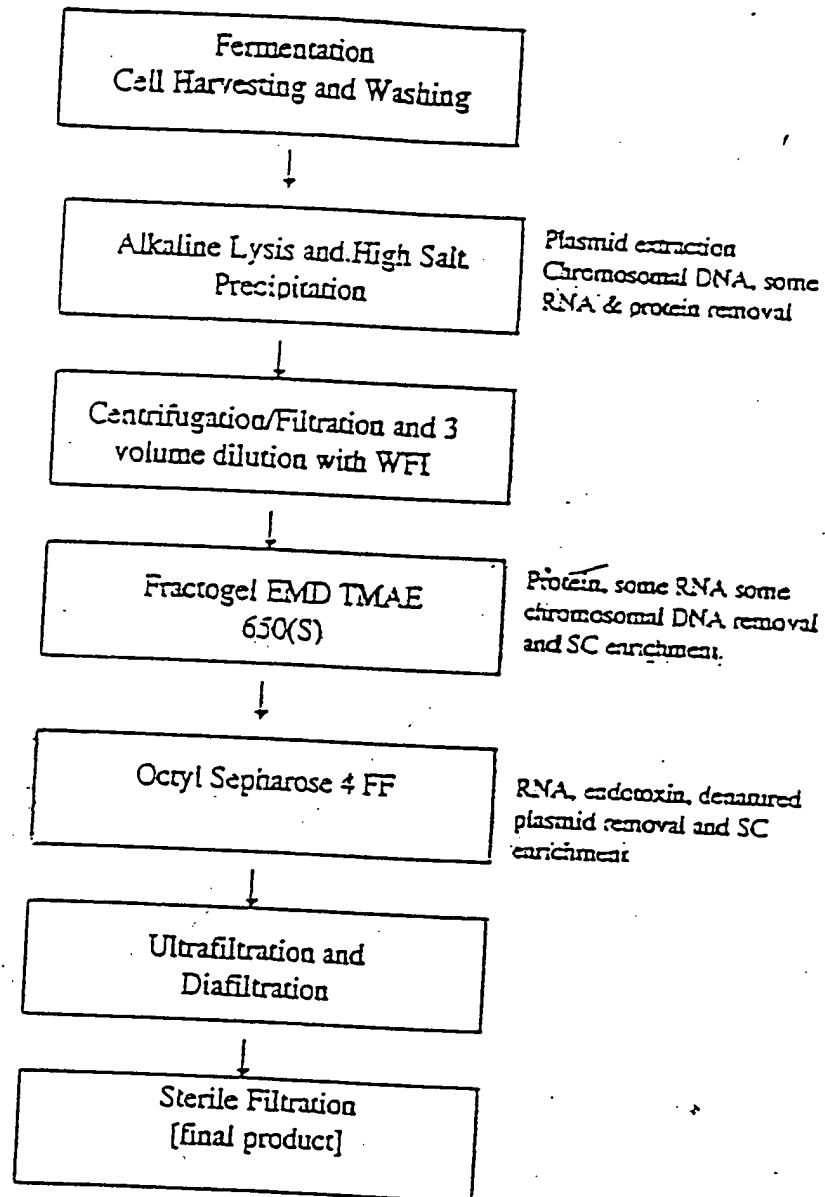 Fermentation
Cell Harvesting and Washing
Alkaline Lysis and High Salt
Precipitation
Plasmid extraction
Chromosomal DNA, some
RNA & protein removal
Centrifugation/Filtration and 3
volume dilution with WFI
Fractogel EMD TMAE
650(S)
Protein, some RNA some
chromosomal DNA removal
and SC enrichment.
Octyl Sepharose 4 FF
RNA, endotoxin, denatured
plasmid removal and SC
enrichment
Ultrafiltration and
Diafiltration
Sterile Filtration
[final product]